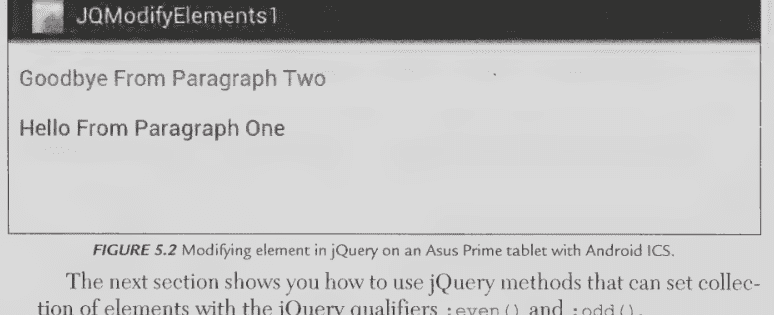 JQModifyElements1
Goodbye From Paragraph Two
Hello From Paragraph One
FIGURE 5.2 Modifying element in jQuery on an Asus Prime tablet with Android ICS.
The next section shows you how to use jQuery methods that can set collec-
tion of elements with the jQuery qualifiers :even() and :odd().